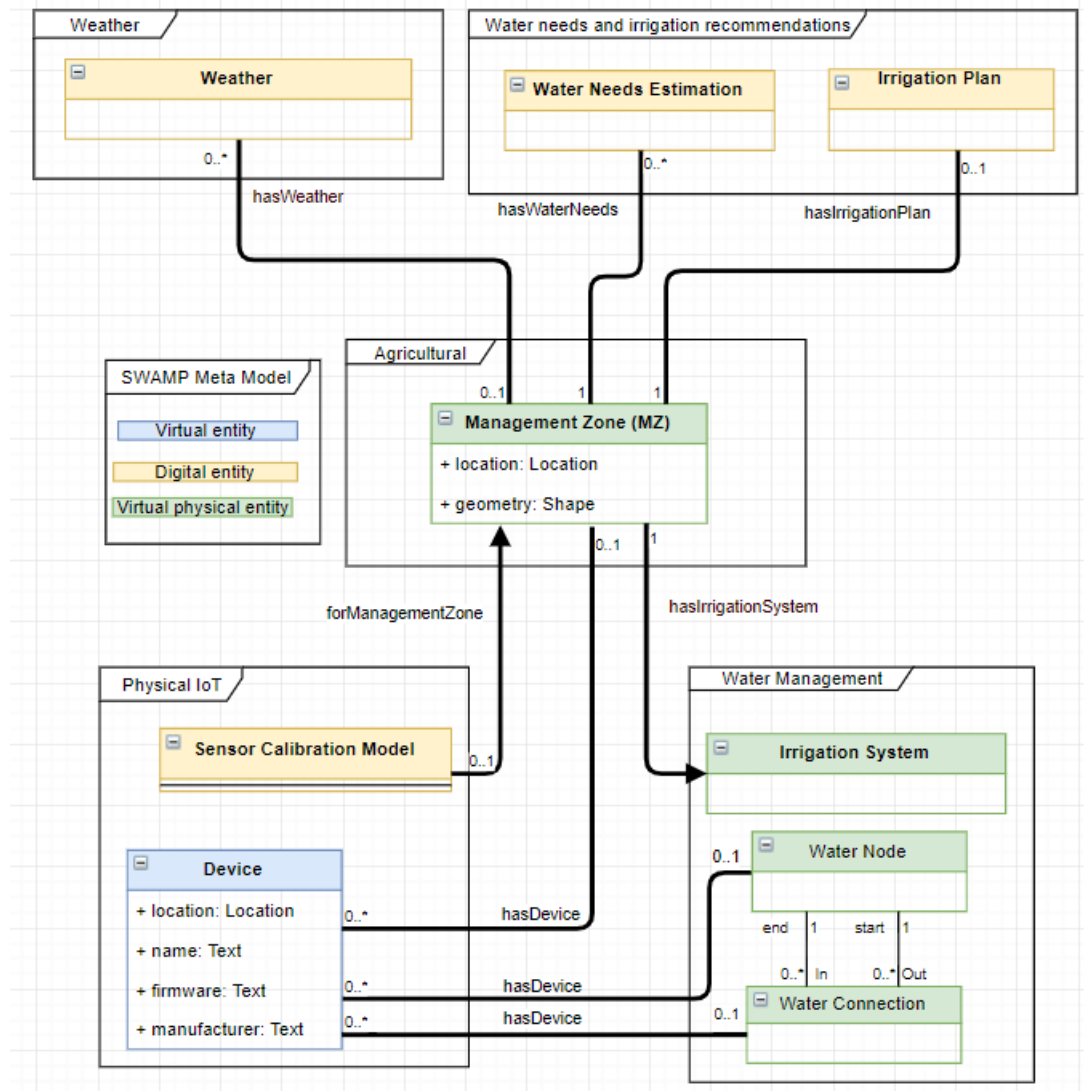 Weather
Weather
0..*
hasWeather
Water needs and irrigation recommendations
Water Needs Estimation
Irrigation Plan
0..*
0..1
hasWaterNeeds
hasIrrigationPlan
SWAMP Meta Model
Virtual entity
Digital entity
Virtual physical entity
Agricultural
0..1
1
1
Management Zone (MZ)
+ location: Location
+ geometry: Shape
0..1
1
forManagementZone
hasIrrigationSystem
Physical IoT
Sensor Calibration Model
0..1
Device
+ location: Location
+ name: Text
+ firmware: Text
+ manufacturer: Text
0..*
hasDevice
0..*
hasDevice
0..*
hasDevice
Water Management
Irrigation System
0..1
Water Node
end
1
start
1
0..*
In
0..*
Out
0..1
Water Connection